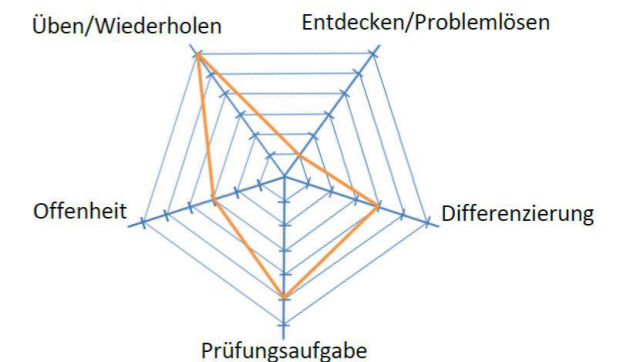 Üben/Wiederholen
Entdecken/Problemlösen
Offenheit
Differenzierung
Prüfungsaufgabe